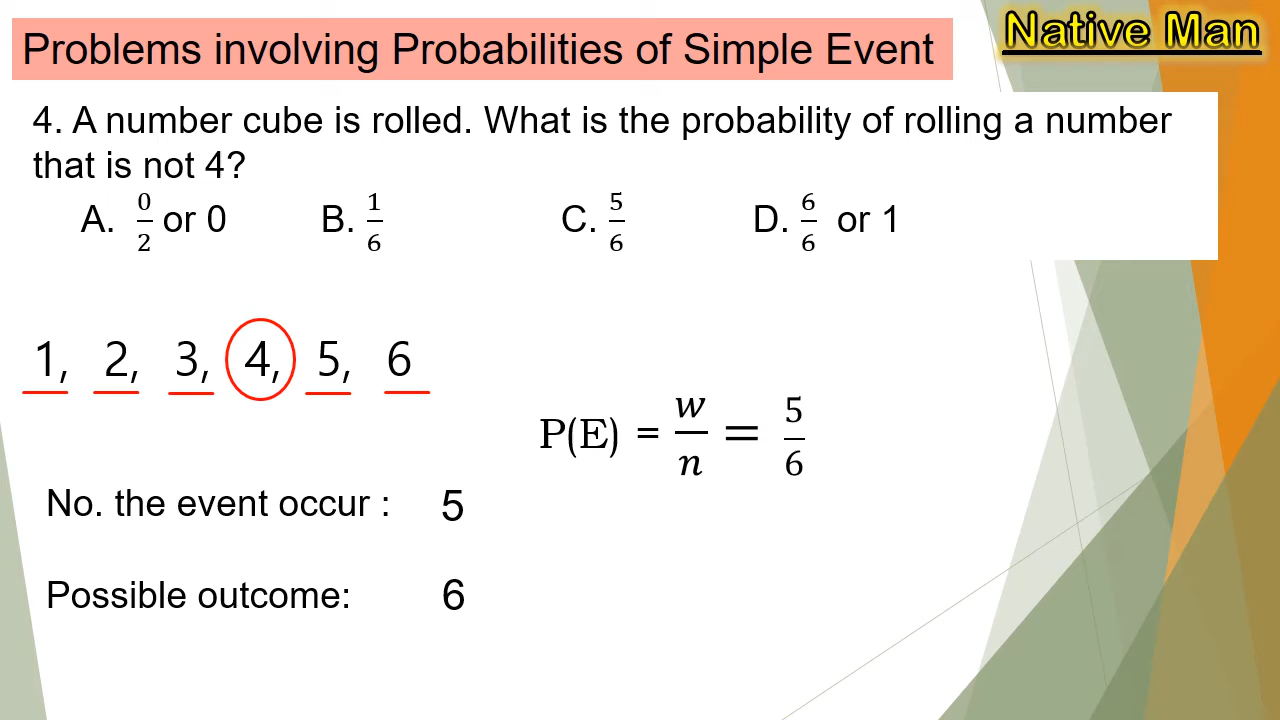 Problems involving Probabilities of Simple Event
Native Man
4. A number cube is rolled. What is the probability of rolling a number
that is not 4?
A. 0/2 or 0 B. 1/6 C. 5/6 D. 6/6 or 1
1, 2, 3, 4, 5, 6
P(E) = w/n = 5/6
No. the event occur : 5
Possible outcome: 6